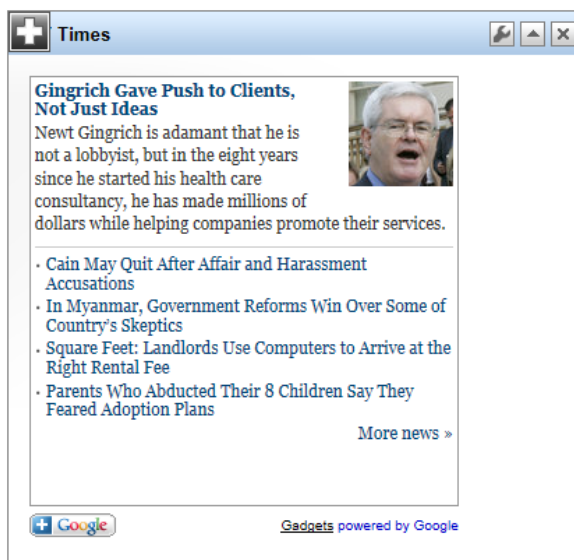 Times
Gingrich Gave Push to Clients,
Not Just Ideas
Newt Gingrich is adamant that he is
not a lobbyist, but in the eight years
since he started his health care
consultancy, he has made millions of
dollars while helping companies promote their services.
Cain May Quit After Affair and Harassment
Accusations
In Myanmar, Government Reforms Win Over Some of
Country's Skeptics
Square Feet: Landlords Use Computers to Arrive at the
Right Rental Fee
Parents Who Abducted Their 8 Children Say They
Feared Adoption Plans
More news »
Google
Gadgets powered by Google